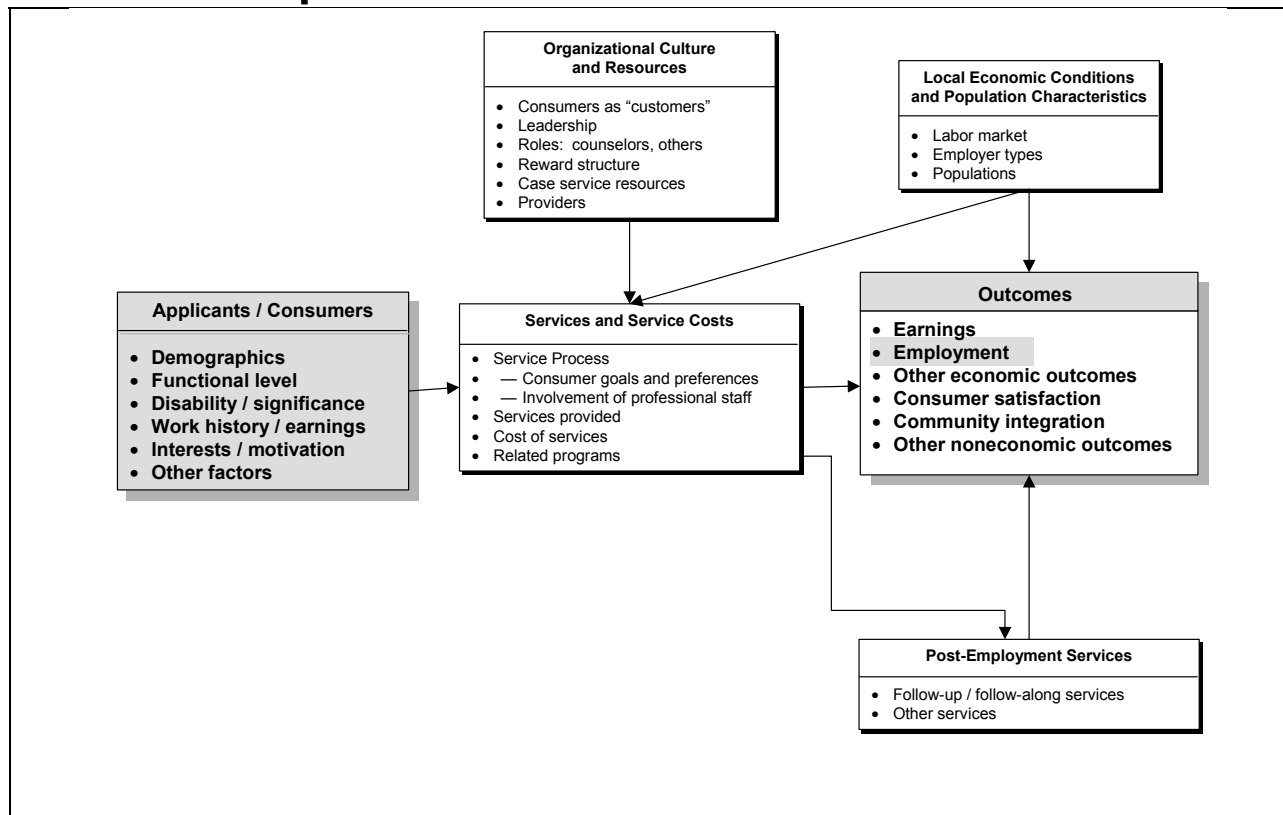 Organizational Culture
and Resources
• Consumers as “customers”
• Leadership
• Roles:  counselors, others
• Reward structure
• Case service resources
• Providers
Local Economic Conditions
and Population Characteristics
• Labor market
• Employer types
• Populations
Applicants / Consumers
• Demographics
• Functional level
• Disability / significance
• Work history / earnings
• Interests / motivation
• Other factors
Services and Service Costs
• Service Process
• — Consumer goals and preferences
• — Involvement of professional staff
• Services provided
• Cost of services
• Related programs
Outcomes
• Earnings
• Employment
• Other economic outcomes
• Consumer satisfaction
• Community integration
• Other noneconomic outcomes
Post-Employment Services
• Follow-up / follow-along services
• Other services